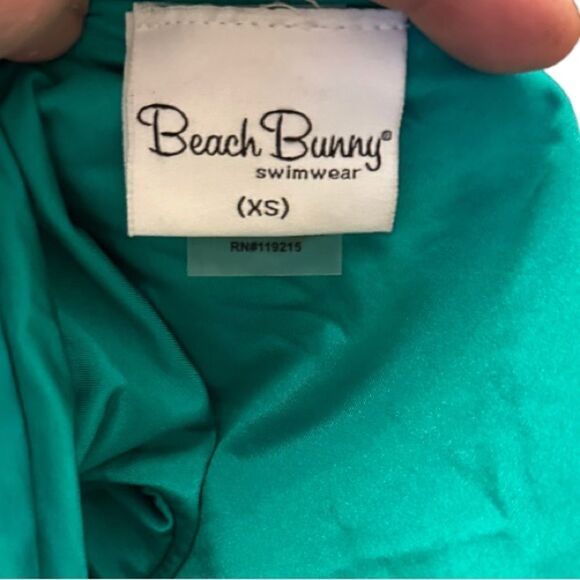 Beach Bunny®
swimwear
(XS)
RN#119215